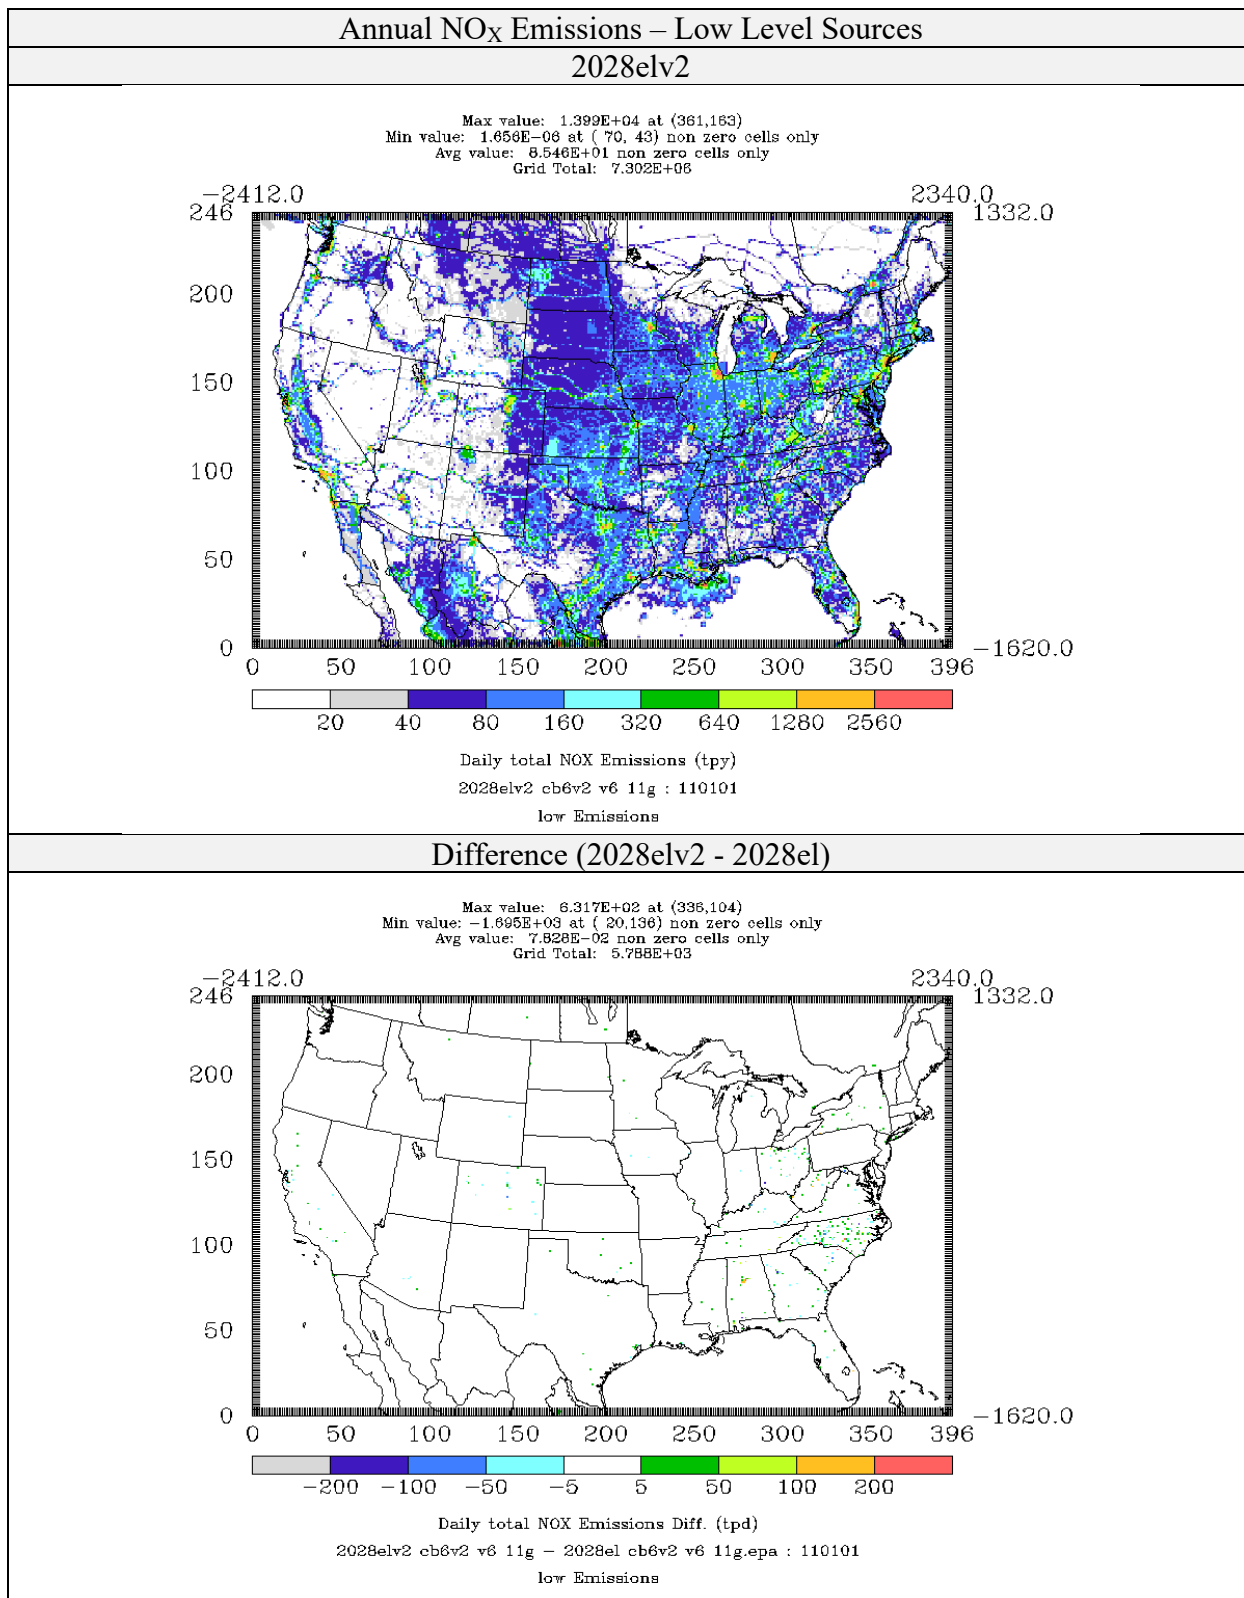 Annual NOX Emissions – Low Level Sources
2028elv2
Max value: 1.399E+04 at (361,163)
Min value: 1.656E-06 at ( 70, 43) non zero cells only
Avg value: 8.546E+01 non zero cells only
Grid Total: 7.302E+06
−2412.0 2340.0
246 1332.0
200
150
100
50
0 −1620.0
0 50 100 150 200 250 300 350 396
20 40 80 160 320 640 1280 2560
Daily total NOX Emissions (tpy)
2028elv2 cb6v2 v6 11g : 110101
low Emissions
Difference (2028elv2 - 2028el)
Max value: 6.317E+02 at (336,104)
Min value: −1.695E+03 at ( 20,136) non zero cells only
Avg value: 7.828E−02 non zero cells only
Grid Total: 5.788E+03
−2412.0 2340.0
246 1332.0
200
150
100
50
0 −1620.0
0 50 100 150 200 250 300 350 396
−200 −100 −50 −5 5 50 100 200
Daily total NOX Emissions Diff. (tpd)
2028elv2 cb6v2 v6 11g − 2028el cb6v2 v6 11g.epa : 110101
low Emissions